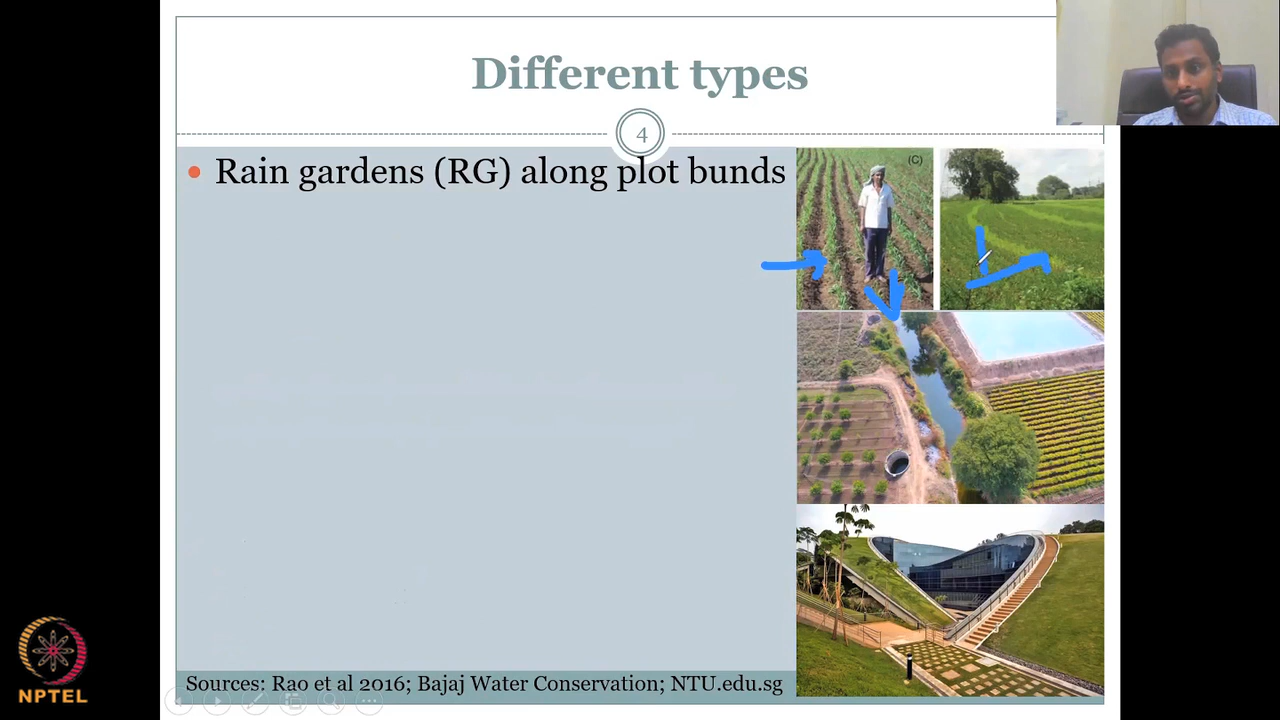 Different types
4
• Rain gardens (RG) along plot bunds
(C)
Sources: Rao et al 2016; Bajaj Water Conservation; NTU.edu.sg
NPTEL